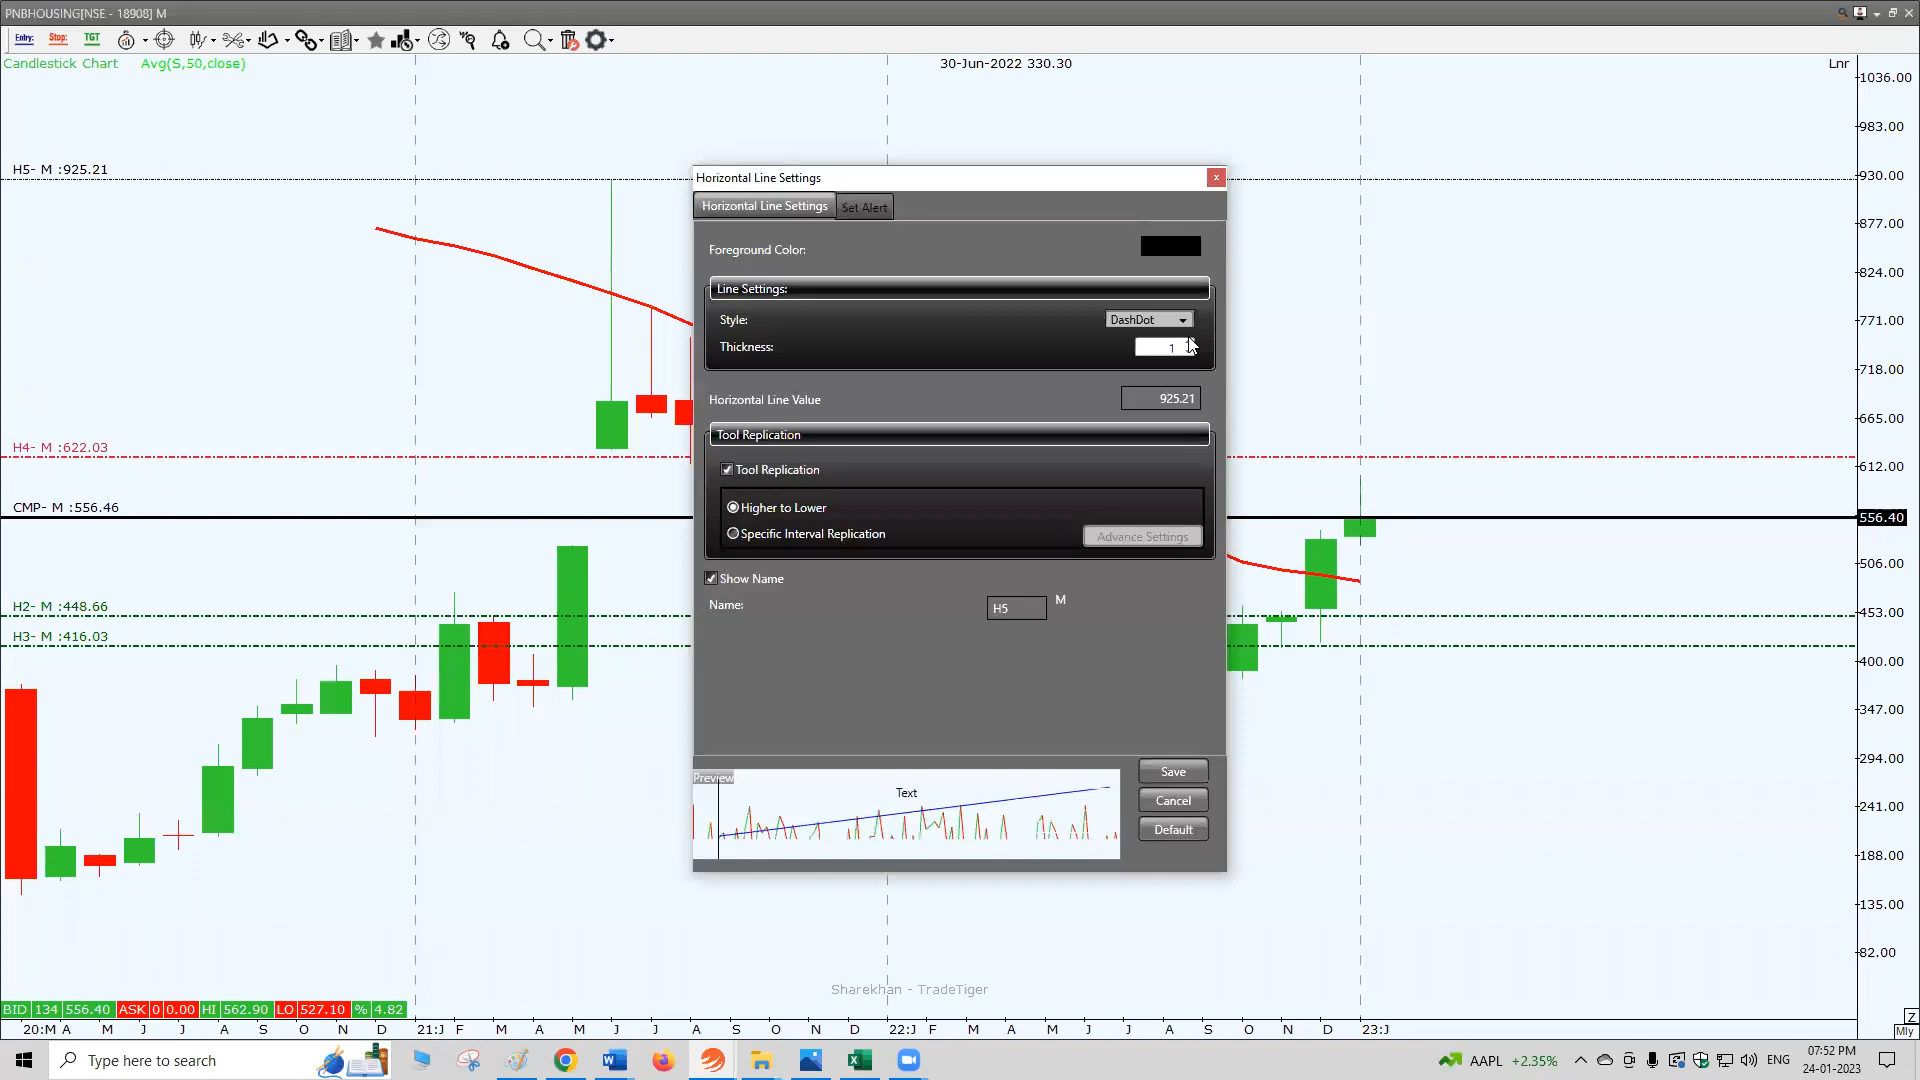 PNBHOUSING[NSE - 18908] M
Entry: Stop: TGT
Candlestick Chart Avg(S,50,close) 30-Jun-2022 330.30 Lnr
1036.00
983.00
H5- M :925.21
930.00
877.00
824.00
771.00
718.00
665.00
H4- M :622.03
612.00
CMP- M :556.46
556.40
506.00
H2- M :448.66
453.00
H3- M :416.03
400.00
347.00
294.00
241.00
188.00
135.00
82.00
Horizontal Line Settings
Horizontal Line Settings Set Alert
Foreground Color:
Line Settings:
Style: DashDot
Thickness: 1
Horizontal Line Value 925.21
Tool Replication
Tool Replication
Higher to Lower
Specific Interval Replication Advance Settings
Show Name
Name: H5 M
Preview
Text
Save
Cancel
Default
Sharekhan - TradeTiger
BID 134 556.40 ASK 0 0.00 HI 562.90 LO 527.10 % 4.82
20:M A M J J A S O N D 21:J F M A M J J A S O N D 22:J F M A M J J A S O N D 23:J
Z
Mly
Type here to search
AAPL +2.35%
ENG
07:52 PM
24-01-2023